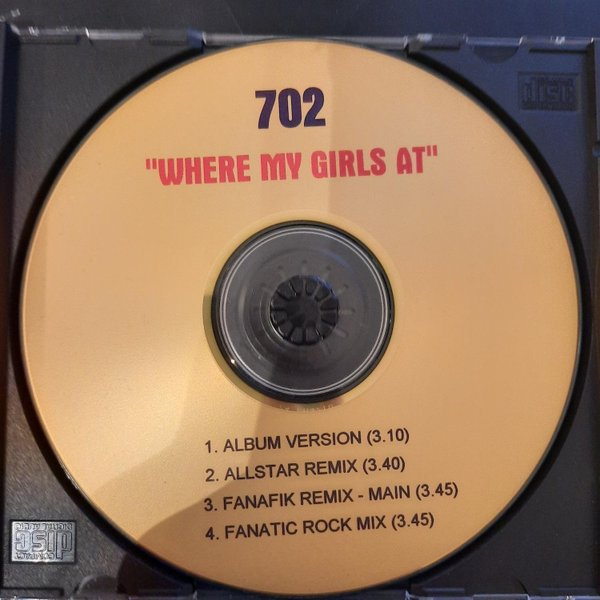 702
"WHERE MY GIRLS AT"
1. ALBUM VERSION (3.10)
2. ALLSTAR REMIX (3.40)
3. FANAFIK REMIX - MAIN (3.45)
4. FANATIC ROCK MIX (3.45)
disc